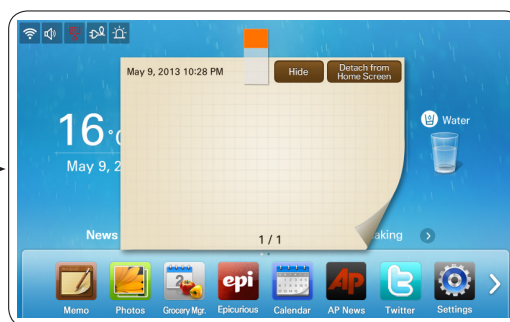 May 9, 2013 10:28 PM
Hide
Detach from
Home Screen
16°
May 9, 2
Water
News
aking
1 / 1
epi
AP
Memo
Photos
Grocery Mgr.
Epicurious
Calendar
AP News
Twitter
Settings